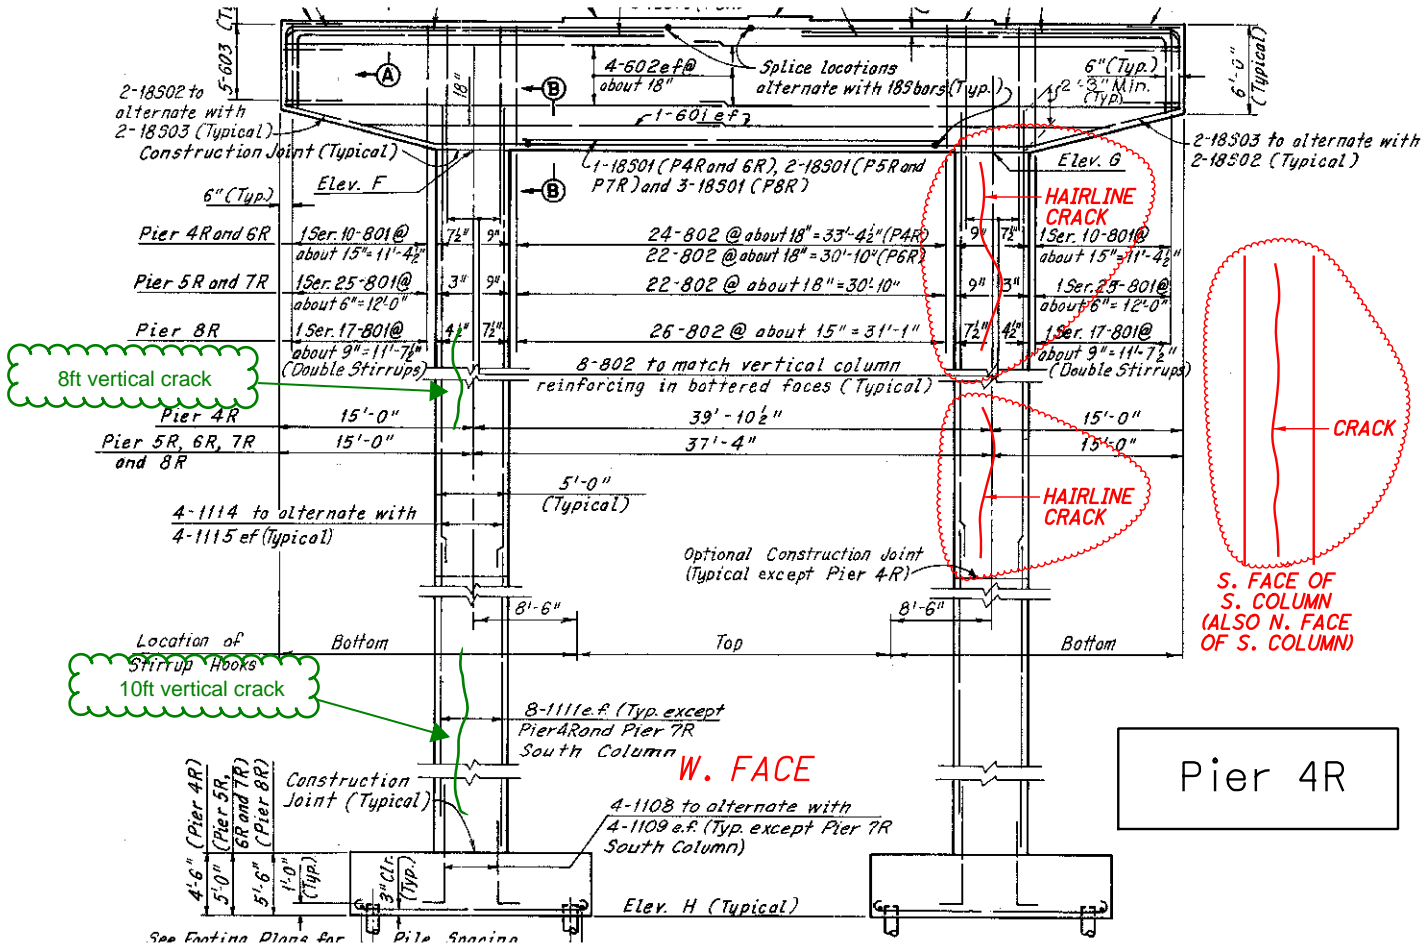 5-603
18"
4-602ef@
about 18"
Splice locations
alternate with 18S bars (Typ.)
6" (Typ.)
2'-3" Min.
(Typ)
6'-0"
(Typical)
A
B
2-18S02 to
alternate with
2-18S03 (Typical)
Construction Joint (Typical)
1-601ef
2-18S03 to alternate with
2-18S02 (Typical)
Elev. F
B
1-18S01 (P4R and 6R), 2-18S01 (P5R and
P7R) and 3-18S01 (P8R)
Elev. G
6" (Typ.)
HAIRLINE
CRACK
Pier 4R and 6R
1 Ser. 10-801@
about 15"=11'-4½"
7½"
9"
24-802 @ about 18"=33'-4½" (P4R)
22-802 @ about 18"=30'-10" (P6R)
9"
7½"
1 Ser. 10-801@
about 15"=11'-4½"
Pier 5R and 7R
1 Ser. 25-801@
about 6"=12'-0"
3"
9"
22-802 @ about 18"=30'-10"
9"
3"
1 Ser. 25-801@
about 6"=12'-0"
Pier 8R
1 Ser. 17-801@
about 9"=11'-7½"
(Double Stirrups)
4½"
7½"
26-802 @ about 15"=31'-1"
7½"
4½"
1 Ser. 17-801@
about 9"=11'-7½"
(Double Stirrups)
8ft vertical crack
8-802 to match vertical column
reinforcing in battered faces (Typical)
Pier 4R
15'-0"
39'-10½"
15'-0"
Pier 5R, 6R, 7R
and 8R
15'-0"
37'-4"
15'-0"
CRACK
5'-0"
(Typical)
HAIRLINE
CRACK
4-1114 to alternate with
4-1115 ef (Typical)
Optional Construction Joint
(Typical except Pier 4R)
S. FACE OF
S. COLUMN
(ALSO N. FACE
OF S. COLUMN)
8'-6"
8'-6"
Location of
Stirrup Hooks
Bottom
Top
Bottom
10ft vertical crack
8-1111e.f. (Typ. except
Pier 4R and Pier 7R
South Column
W. FACE
Pier 4R
Construction
Joint (Typical)
4-1108 to alternate with
4-1109 e.f. (Typ. except Pier 7R
South Column)
4'-6" (Pier 4R)
5'-0" (Pier 5R,
6R and 7R)
5'-6" (Pier 8R)
1'-0"
(Typ.)
3" Clr.
(Typ.)
Elev. H (Typical)
See Footing Plans for
Pile Spacing